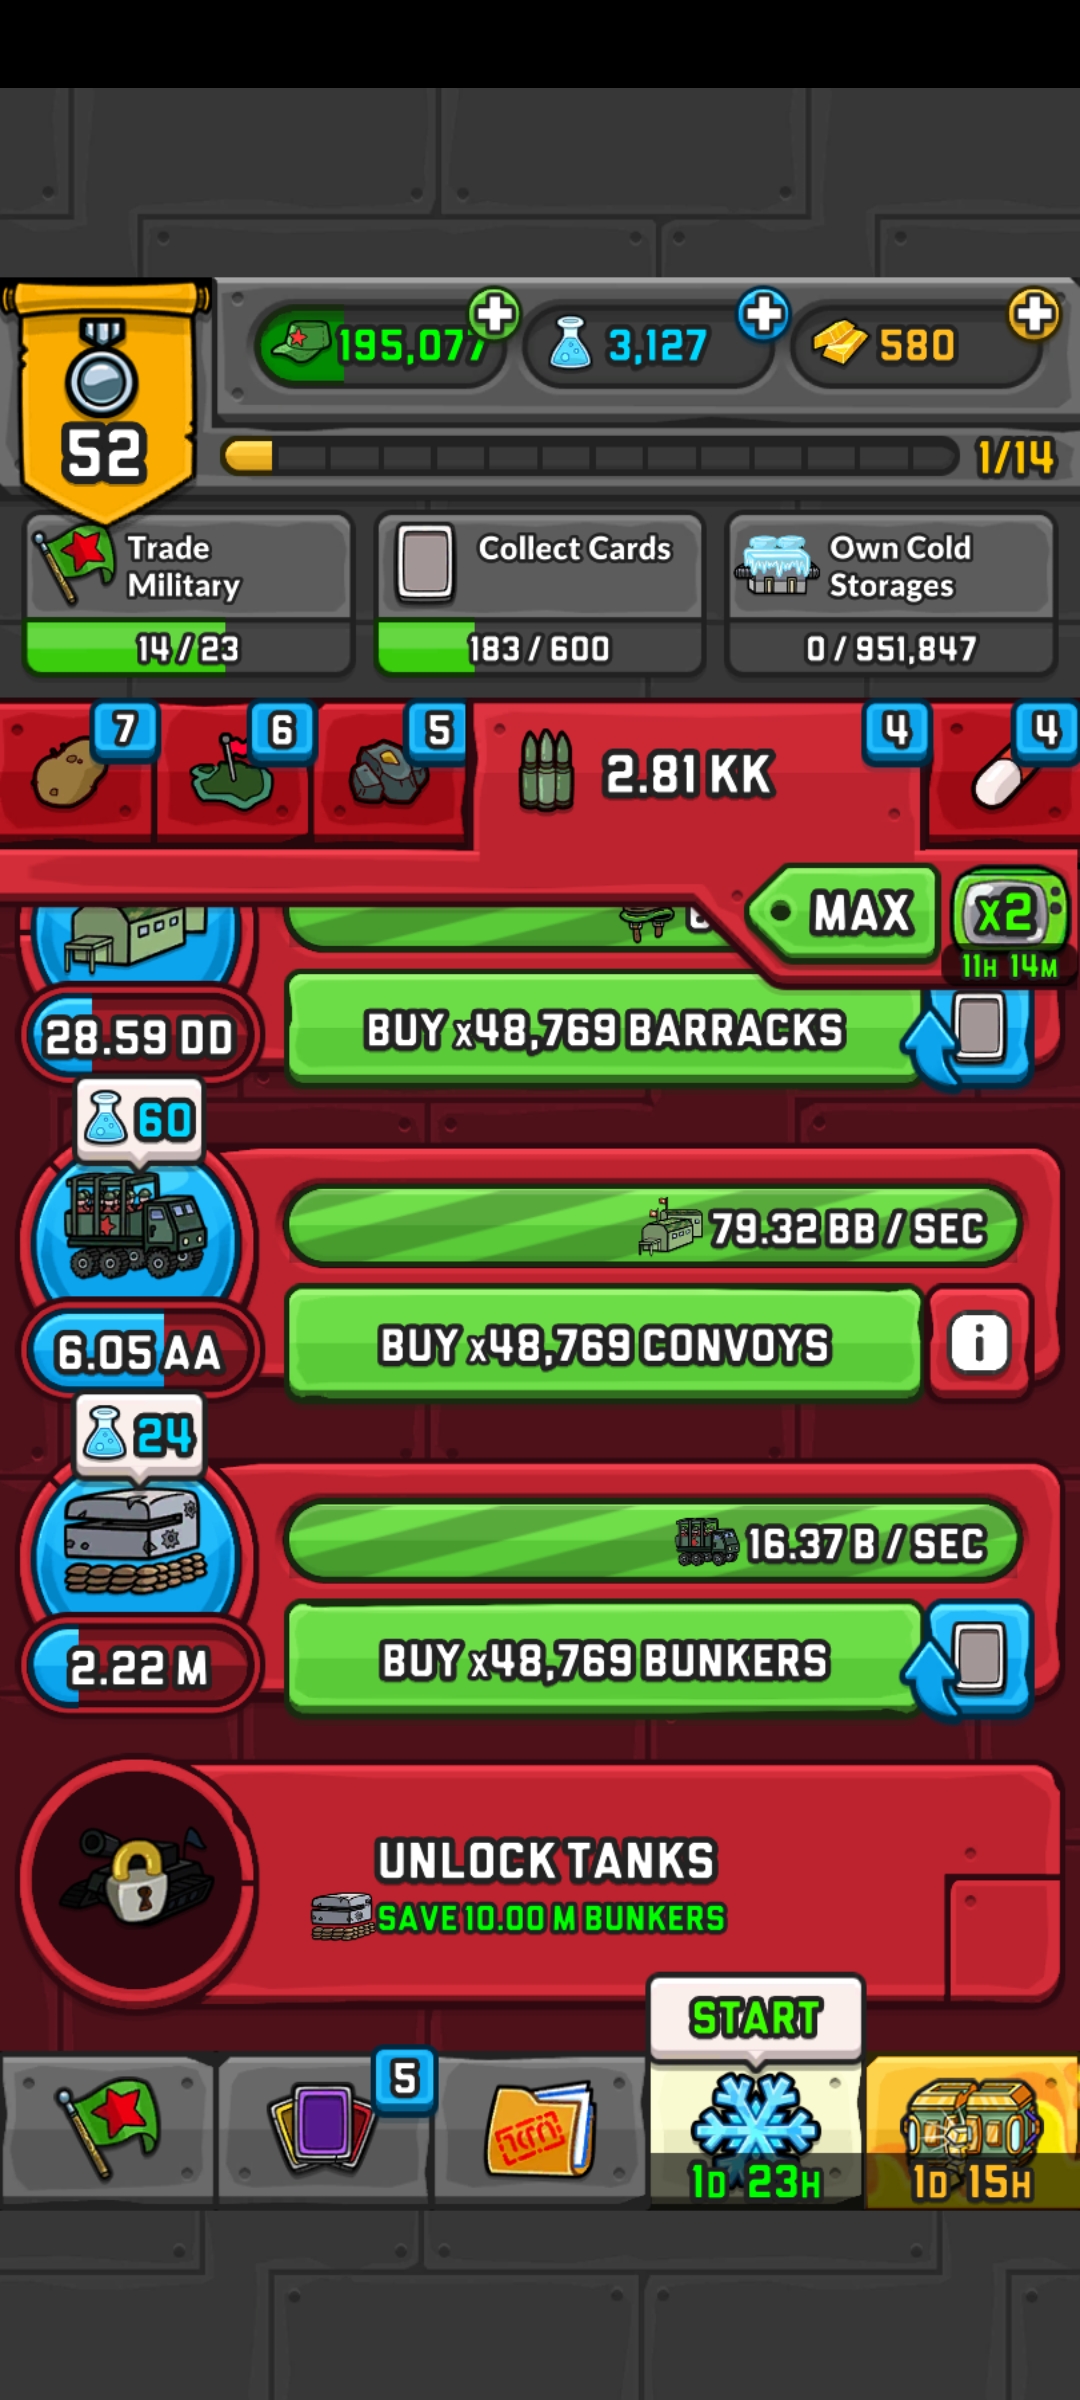 195,077
3,127
580
52
1/14
Trade
Military
Collect Cards
Own Cold
Storages
14 / 23
183 / 600
0 / 951,847
7
6
5
2.81 KK
4
4
MAX
x2
11H 14M
28.59 DD
BUY x48,769 BARRACKS
60
79.32 BB / SEC
6.05 AA
BUY x48,769 CONVOYS
i
24
16.37 B / SEC
2.22 M
BUY x48,769 BUNKERS
UNLOCK TANKS
SAVE 10.00 M BUNKERS
START
5
1D 23H
1D 15H